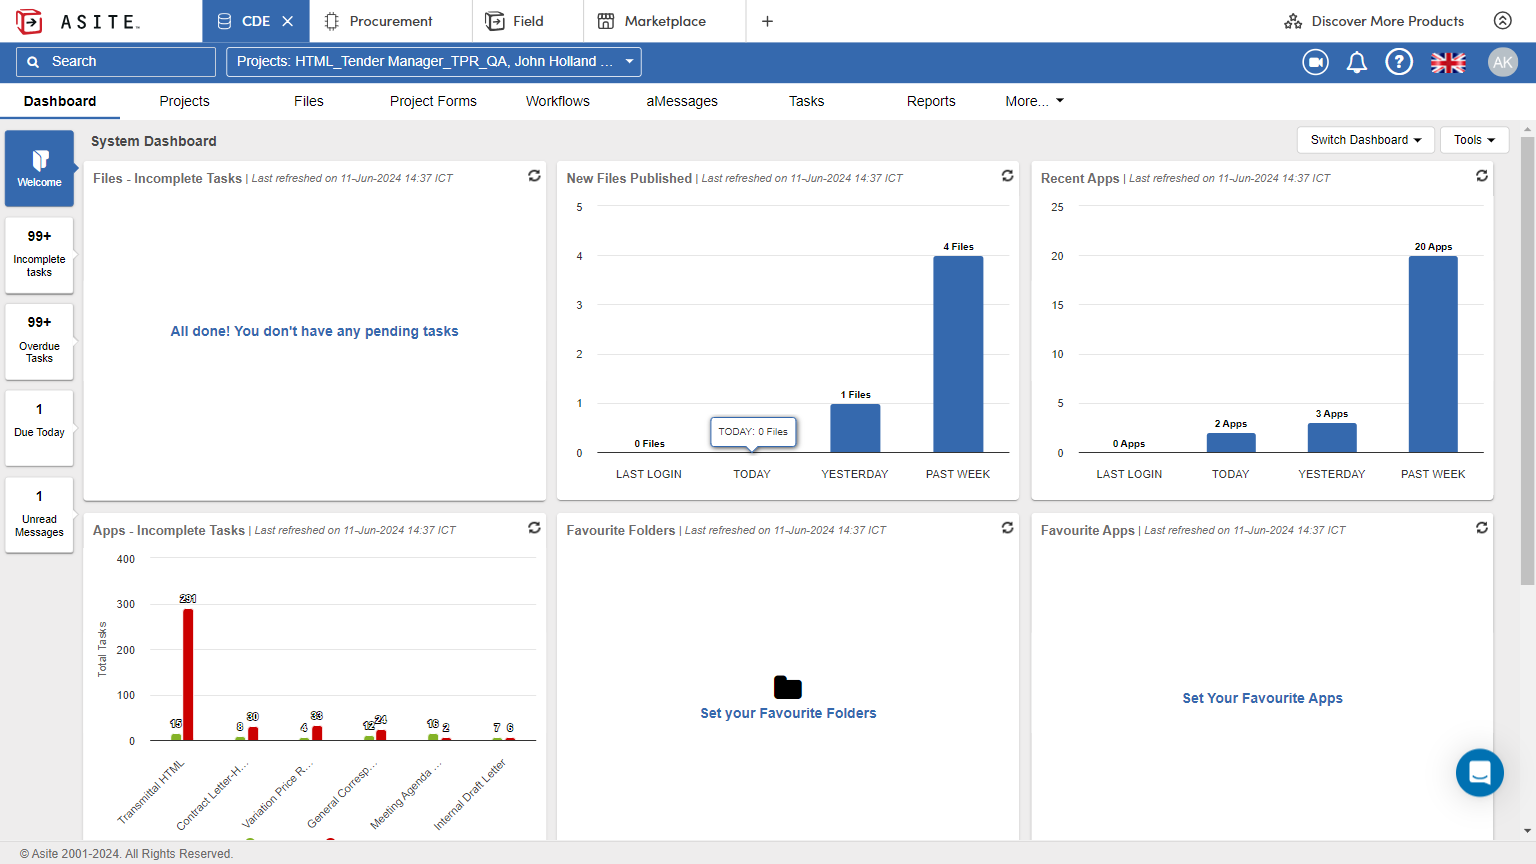 ASITE
CDE
Procurement
Field
Marketplace
Discover More Products
Search
Projects: HTML_Tender Manager_TPR_QA, John Holland ...
AK
Dashboard
Projects
Files
Project Forms
Workflows
aMessages
Tasks
Reports
More...
System Dashboard
Switch Dashboard
Tools
Welcome
99+
Incomplete
tasks
99+
Overdue
Tasks
1
Due Today
1
Unread
Messages
Files - Incomplete Tasks | Last refreshed on 11-Jun-2024 14:37 ICT
All done! You don't have any pending tasks
New Files Published | Last refreshed on 11-Jun-2024 14:37 ICT
5
4
3
2
1
0
4 Files
1 Files
TODAY: 0 Files
0 Files
LAST LOGIN
TODAY
YESTERDAY
PAST WEEK
Recent Apps | Last refreshed on 11-Jun-2024 14:37 ICT
25
20
15
10
5
0
20 Apps
3 Apps
2 Apps
0 Apps
LAST LOGIN
TODAY
YESTERDAY
PAST WEEK
Apps - Incomplete Tasks | Last refreshed on 11-Jun-2024 14:37 ICT
Total Tasks
400
300
200
100
0
15
291
8
30
4
33
12
24
16
2
7
6
Transmittal HTML
Contract Letter-H...
Variation Price R...
General Corresp...
Meeting Agenda ...
Internal Draft Letter
Favourite Folders | Last refreshed on 11-Jun-2024 14:37 ICT
Set your Favourite Folders
Favourite Apps | Last refreshed on 11-Jun-2024 14:37 ICT
Set Your Favourite Apps
© Asite 2001-2024. All Rights Reserved.